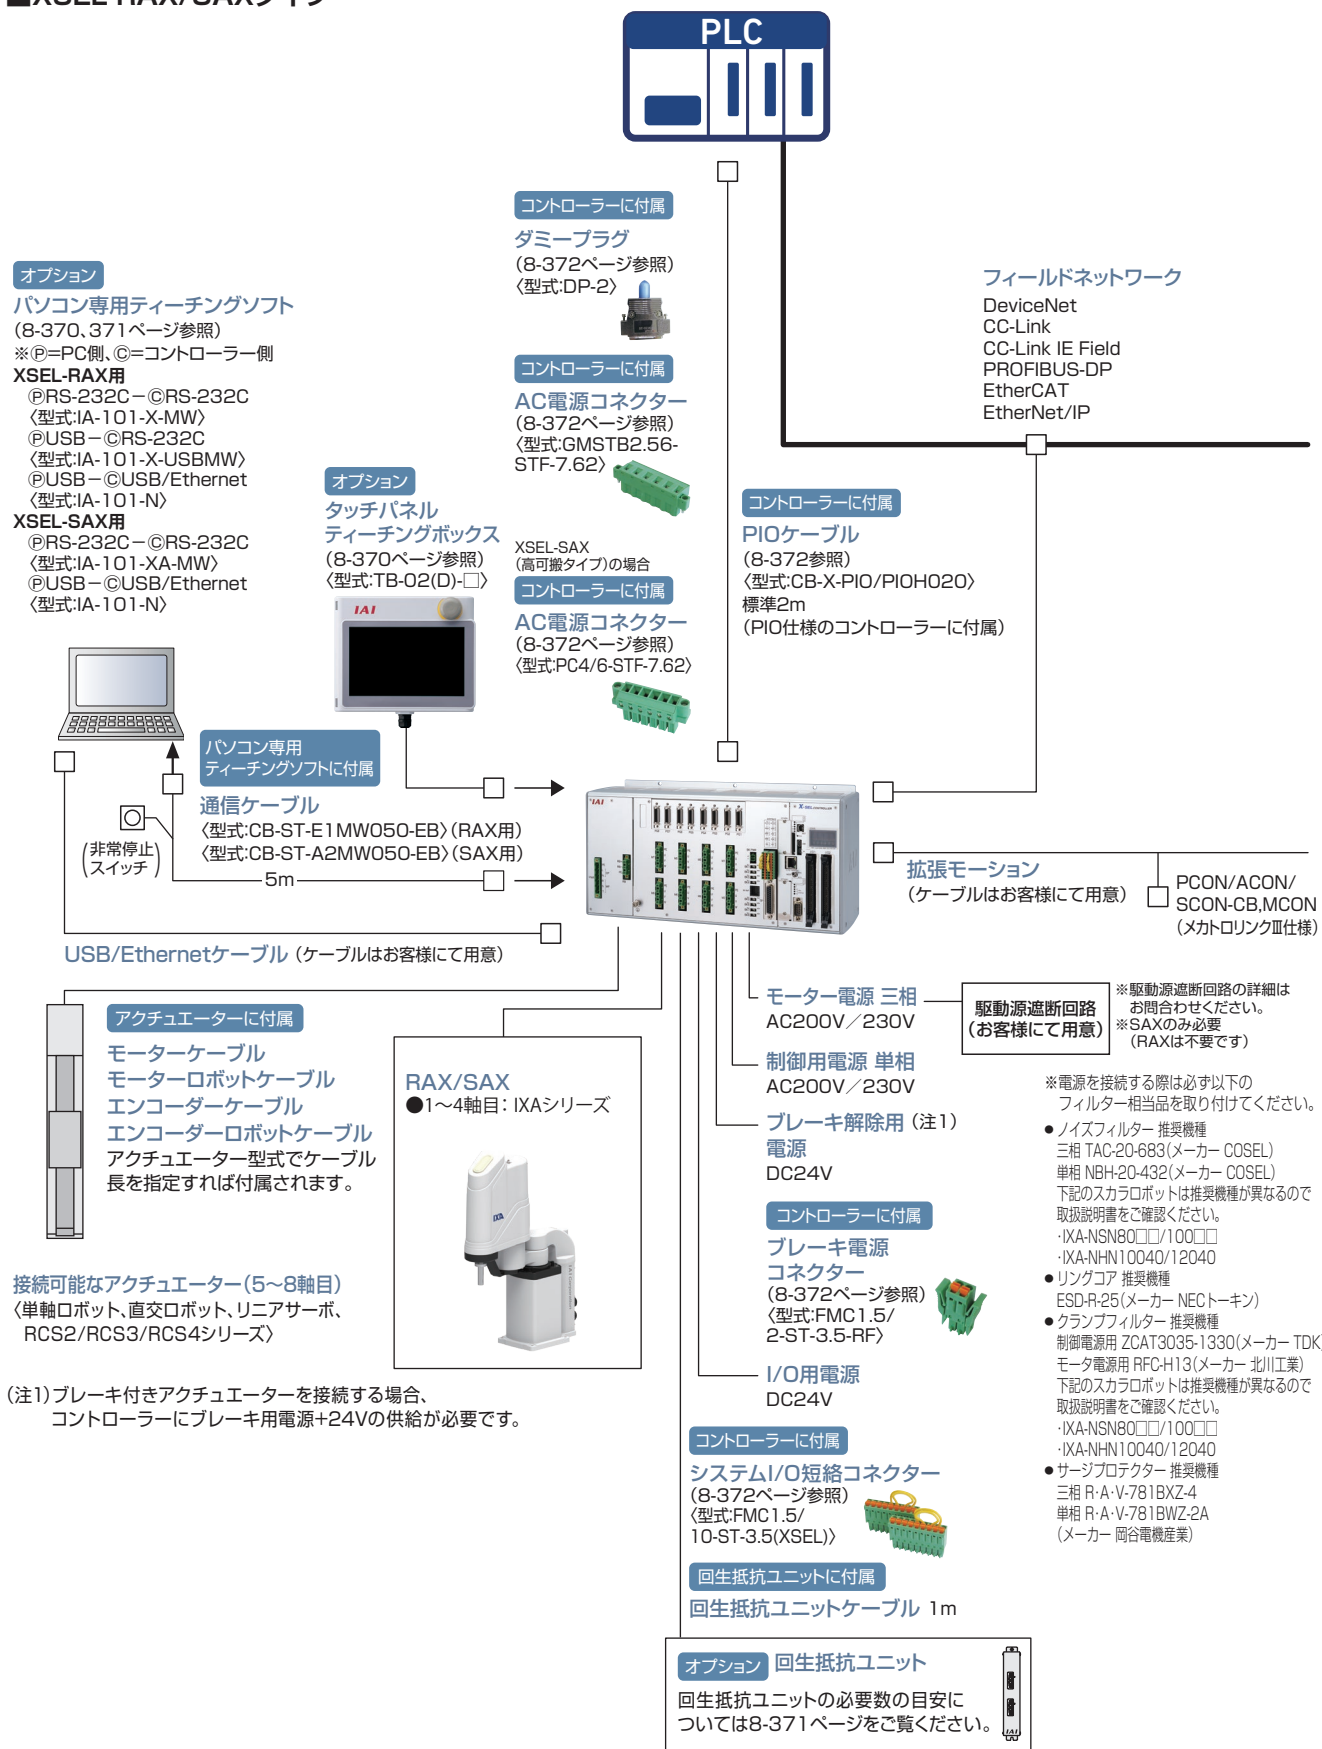 ■XSEL-RAX/SAXタイプ
PLC
コントローラーに付属
ダミープラグ
(8-372ページ参照)
〈型式:DP-2〉
オプション
パソコン専用ティーチングソフト
(8-370、371ページ参照)
※Ⓟ=PC側、Ⓒ=コントローラー側
XSEL-RAX用
ⓅRS-232C－ⒸRS-232C
〈型式:IA-101-X-MW〉
ⓅUSB－ⒸRS-232C
〈型式:IA-101-X-USBMW〉
ⓅUSB－ⒸUSB/Ethernet
〈型式:IA-101-N〉
XSEL-SAX用
ⓅRS-232C－ⒸRS-232C
〈型式:IA-101-XA-MW〉
ⓅUSB－ⒸUSB/Ethernet
〈型式:IA-101-N〉
コントローラーに付属
AC電源コネクター
(8-372ページ参照)
〈型式:GMSTB2.56-
STF-7.62〉
フィールドネットワーク
DeviceNet
CC-Link
CC-Link IE Field
PROFIBUS-DP
EtherCAT
EtherNet/IP
オプション
タッチパネル
ティーチングボックス
(8-370ページ参照)
〈型式:TB-02(D)-□〉
IAI
XSEL-SAX
(高可搬タイプ)の場合
コントローラーに付属
AC電源コネクター
(8-372ページ参照)
〈型式:PC4/6-STF-7.62〉
コントローラーに付属
PIOケーブル
(8-372参照)
〈型式:CB-X-PIO/PIOH020〉
標準2m
(PIO仕様のコントローラーに付属)
パソコン専用
ティーチングソフトに付属
通信ケーブル
〈型式:CB-ST-E1MW050-EB〉(RAX用)
〈型式:CB-ST-A2MW050-EB〉(SAX用)
5m
(非常停止
スイッチ)
IAI
X-SEL CONTROLLER
USB/Ethernetケーブル (ケーブルはお客様にて用意)
拡張モーション
(ケーブルはお客様にて用意)
PCON/ACON/
SCON-CB,MCON
(メカトロリンクⅢ仕様)
アクチュエーターに付属
モーターケーブル
モーターロボットケーブル
エンコーダーケーブル
エンコーダーロボットケーブル
アクチュエーター型式でケーブル
長を指定すれば付属されます。
接続可能なアクチュエーター(5～8軸目)
〈単軸ロボット、直交ロボット、リニアサーボ、
RCS2/RCS3/RCS4シリーズ〉
RAX/SAX
●1～4軸目: IXAシリーズ
IXA
(注1)ブレーキ付きアクチュエーターを接続する場合、
コントローラーにブレーキ用電源+24Vの供給が必要です。
モーター電源 三相
AC200V／230V
駆動源遮断回路
(お客様にて用意)
※駆動源遮断回路の詳細は
お問合わせください。
※SAXのみ必要
(RAXは不要です)
制御用電源 単相
AC200V／230V
ブレーキ解除用 (注1)
電源
DC24V
コントローラーに付属
ブレーキ電源
コネクター
(8-372ページ参照)
〈型式:FMC1.5/
2-ST-3.5-RF〉
I/O用電源
DC24V
コントローラーに付属
システムI/O短絡コネクター
(8-372ページ参照)
〈型式:FMC1.5/
10-ST-3.5(XSEL)〉
回生抵抗ユニットに付属
回生抵抗ユニットケーブル 1m
オプション 回生抵抗ユニット
回生抵抗ユニットの必要数の目安に
ついては8-371ページをご覧ください。
IAI
※電源を接続する際は必ず以下の
フィルター相当品を取り付けてください。
●ノイズフィルター 推奨機種
三相 TAC-20-683(メーカー COSEL)
単相 NBH-20-432(メーカー COSEL)
下記のスカラロボットは推奨機種が異なるので
取扱説明書をご確認ください。
・IXA-NSN80□□/100□□
・IXA-NHN10040/12040
●リングコア 推奨機種
ESD-R-25(メーカー NECトーキン)
●クランプフィルター 推奨機種
制御電源用 ZCAT3035-1330(メーカー TDK)
モータ電源用 RFC-H13(メーカー 北川工業)
下記のスカラロボットは推奨機種が異なるので
取扱説明書をご確認ください。
・IXA-NSN80□□/100□□
・IXA-NHN10040/12040
●サージプロテクター 推奨機種
三相 R・A・V-781BXZ-4
単相 R・A・V-781BWZ-2A
(メーカー 岡谷電機産業)